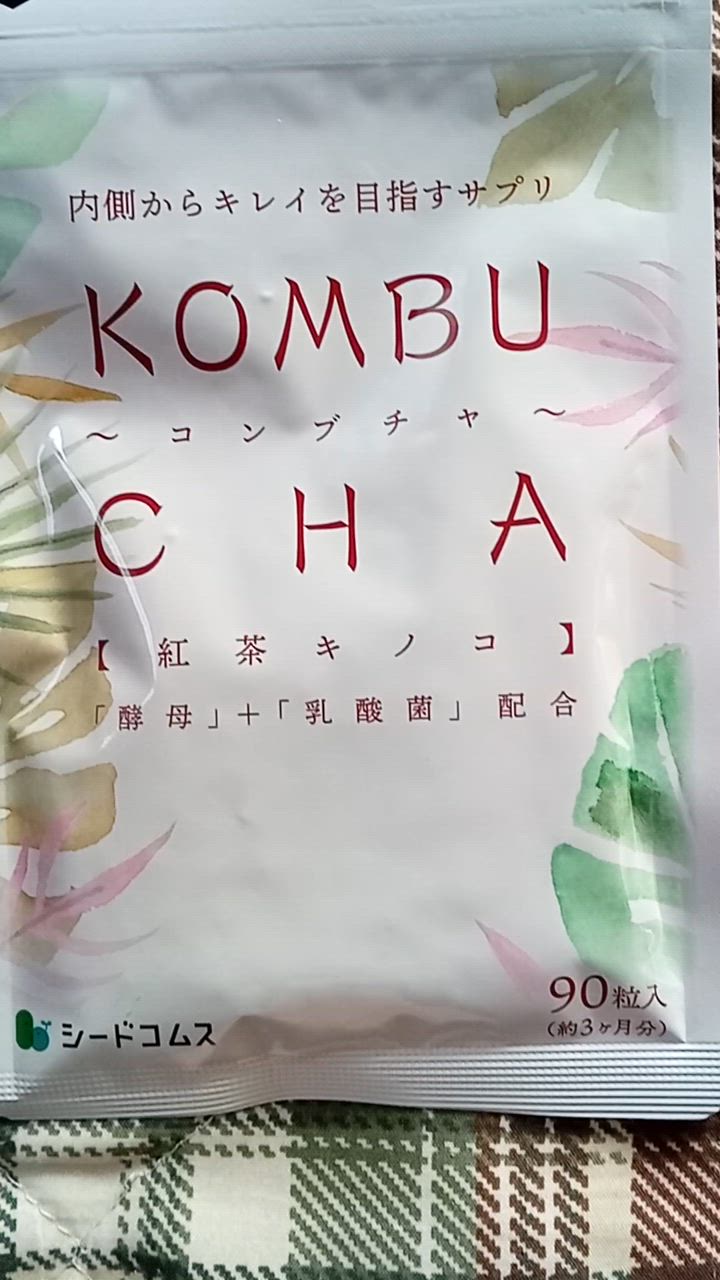 内側からキレイを目指すサプリ
KOMBU
～コンブチャ～
CHA
【紅茶キノコ】
「酵母」＋「乳酸菌」配合
90粒入
(約3ヶ月分)
シードコムス